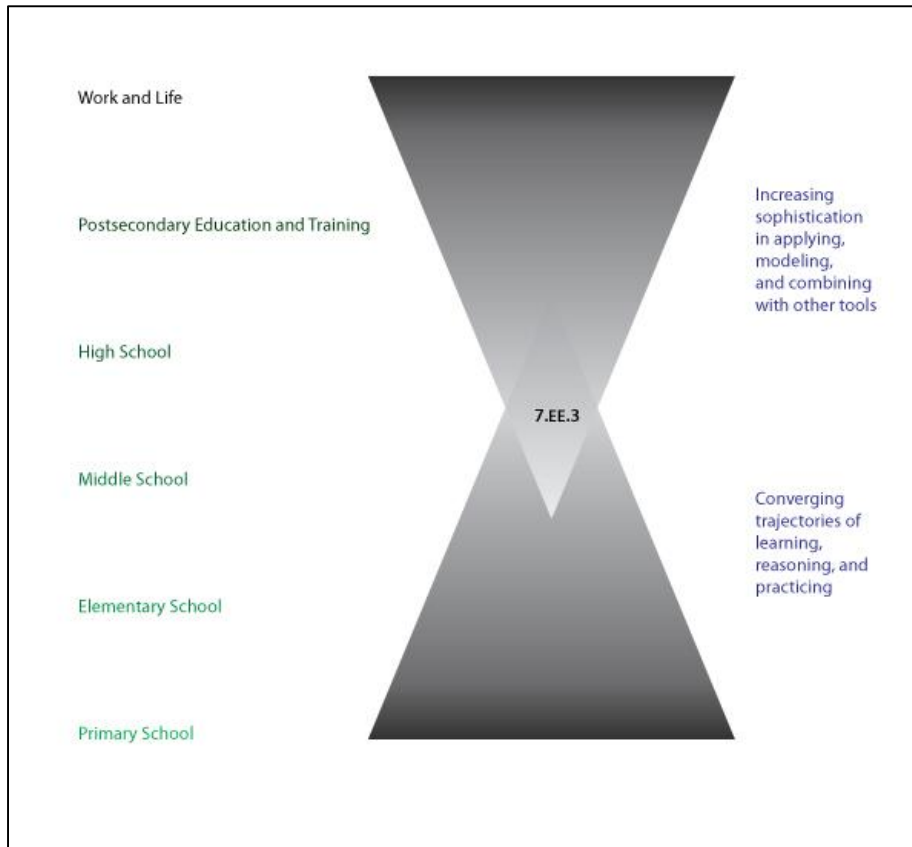 Work and Life
Postsecondary Education and Training
High School
Middle School
Elementary School
Primary School
7.EE.3
Increasing
sophistication
in applying,
modeling,
and combining
with other tools
Converging
trajectories of
learning,
reasoning, and
practicing